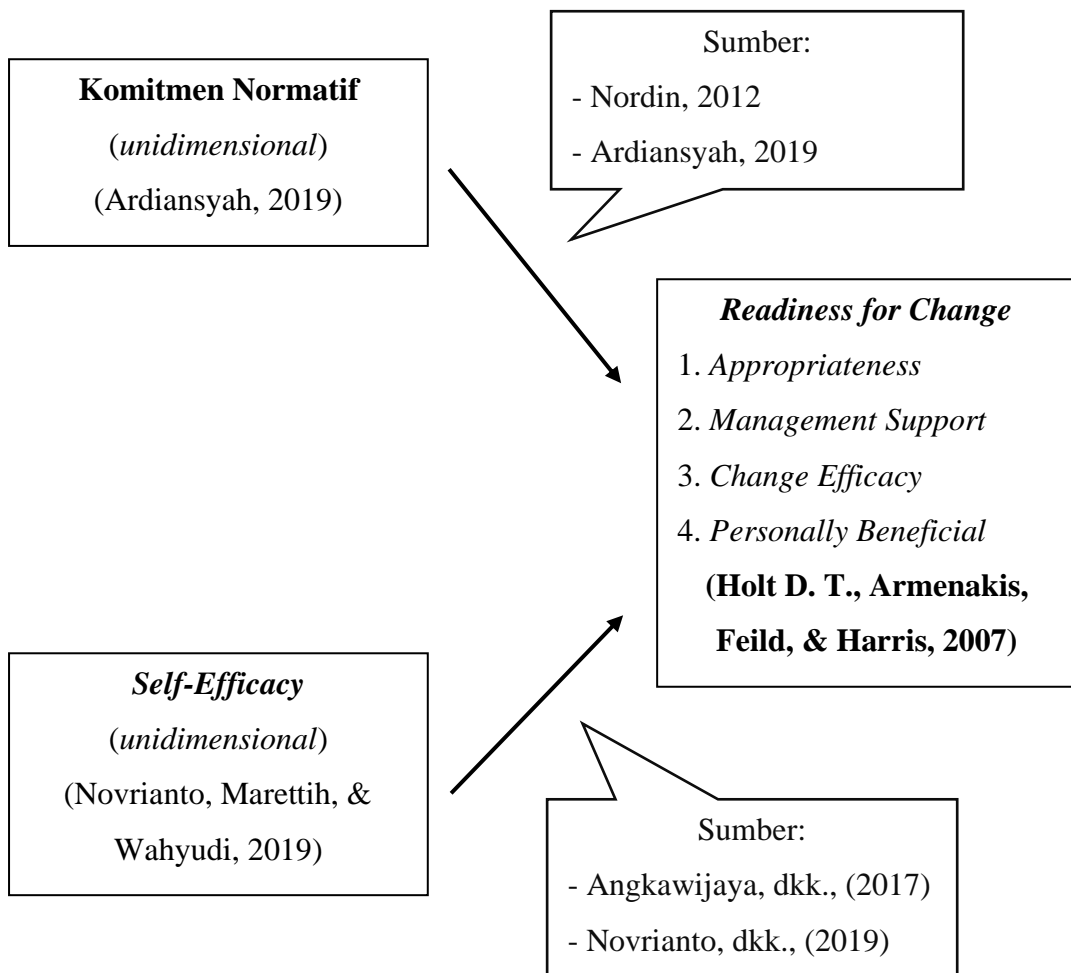 Komitmen Normatif
(unidimensional)
(Ardiansyah, 2019)
Sumber:
- Nordin, 2012
- Ardiansyah, 2019
Readiness for Change
1. Appropriateness
2. Management Support
3. Change Efficacy
4. Personally Beneficial
(Holt D. T., Armenakis,
Feild, & Harris, 2007)
Self-Efficacy
(unidimensional)
(Novrianto, Marettih, &
Wahyudi, 2019)
Sumber:
- Angkawijaya, dkk., (2017)
- Novrianto, dkk., (2019)